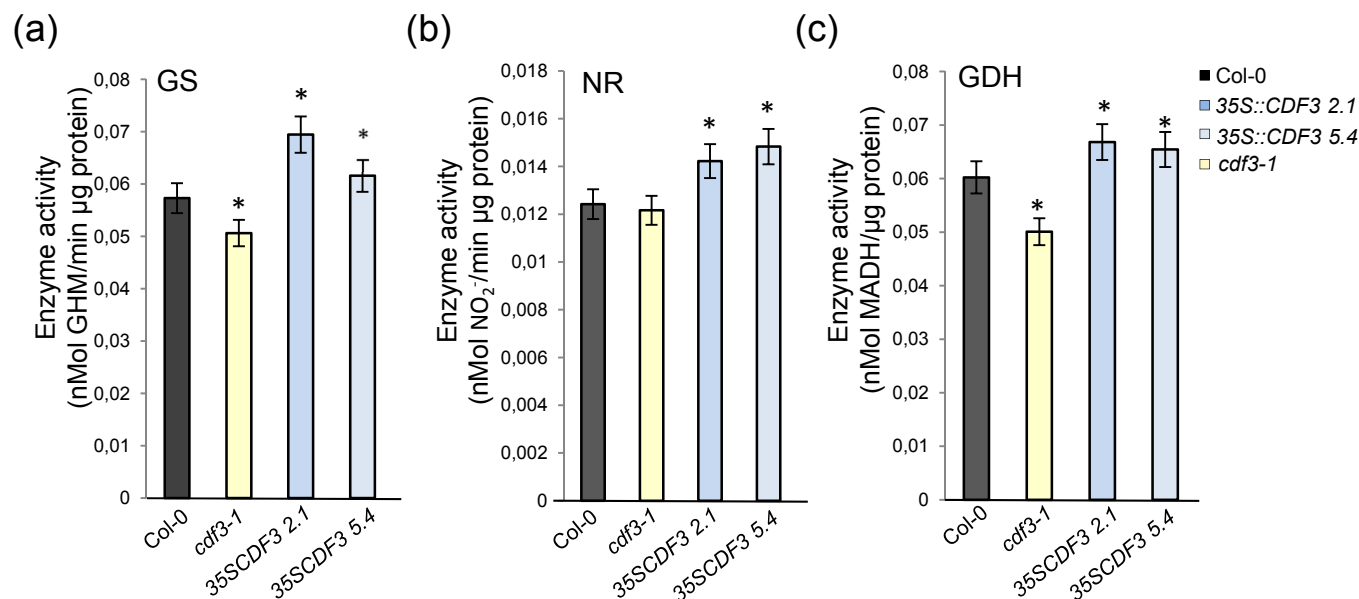 (a)
GS
Enzyme activity
(nMol GHM/min µg protein)
0,08
0,07
0,06
0,05
0,04
0,03
0,02
0,01
0
*
*
*
Col-0
cdf3-1
35SCDF3 2.1
35SCDF3 5.4
(b)
NR
Enzyme activity
(nMol NO₂⁻/min µg protein)
0,018
0,016
0,014
0,012
0,01
0,008
0,006
0,004
0,002
0
*
*
Col-0
cdf3-1
35SCDF3 2.1
35SCDF3 5.4
(c)
GDH
Enzyme activity
(nMol MADH/µg protein)
0,08
0,07
0,06
0,05
0,04
0,03
0,02
0,01
0
*
*
*
Col-0
cdf3-1
35SCDF3 2.1
35SCDF3 5.4
Col-0
35S::CDF3 2.1
35S::CDF3 5.4
cdf3-1